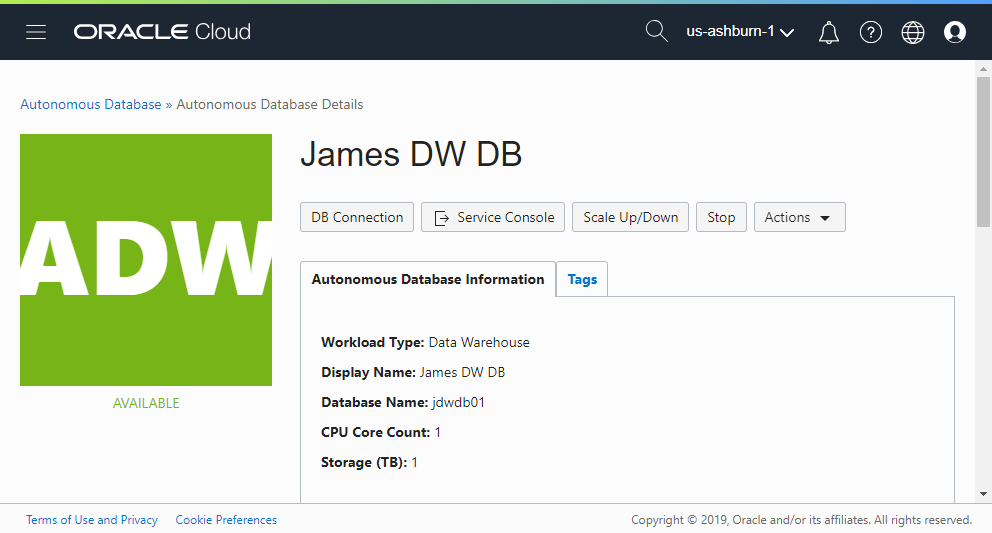 ORACLE Cloud
us-ashburn-1
Autonomous Database » Autonomous Database Details
ADW
AVAILABLE
James DW DB
DB Connection Service Console Scale Up/Down Stop Actions
Autonomous Database Information Tags
Workload Type: Data Warehouse
Display Name: James DW DB
Database Name: jdwdb01
CPU Core Count: 1
Storage (TB): 1
Terms of Use and Privacy Cookie Preferences Copyright © 2019, Oracle and/or its affiliates. All rights reserved.